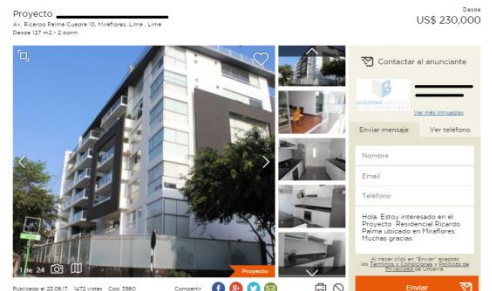 Proyecto
Av. Ricardo Palma Cuadra 10, Miraflores, Lima , Lima
Desde 127 m2 - 2 dorm
Desde
US$ 230,000
Contactar al anunciante
Ver más inmuebles
Enviar mensaje
Ver teléfono
Nombre
Email
Teléfono
Hola. Estoy interesado en el
Proyecto  Residencial Ricardo
Palma ubicado en Miraflores
Muchas gracias.
Al hacer click en "Enviar" aceptas
los Términos y Condiciones y Políticas de
Privacidad de Urbania.
Enviar
1 de 24
Proyecto
Publicado el 23.08.17
1472 vistas
Cod. 3980
Compartir